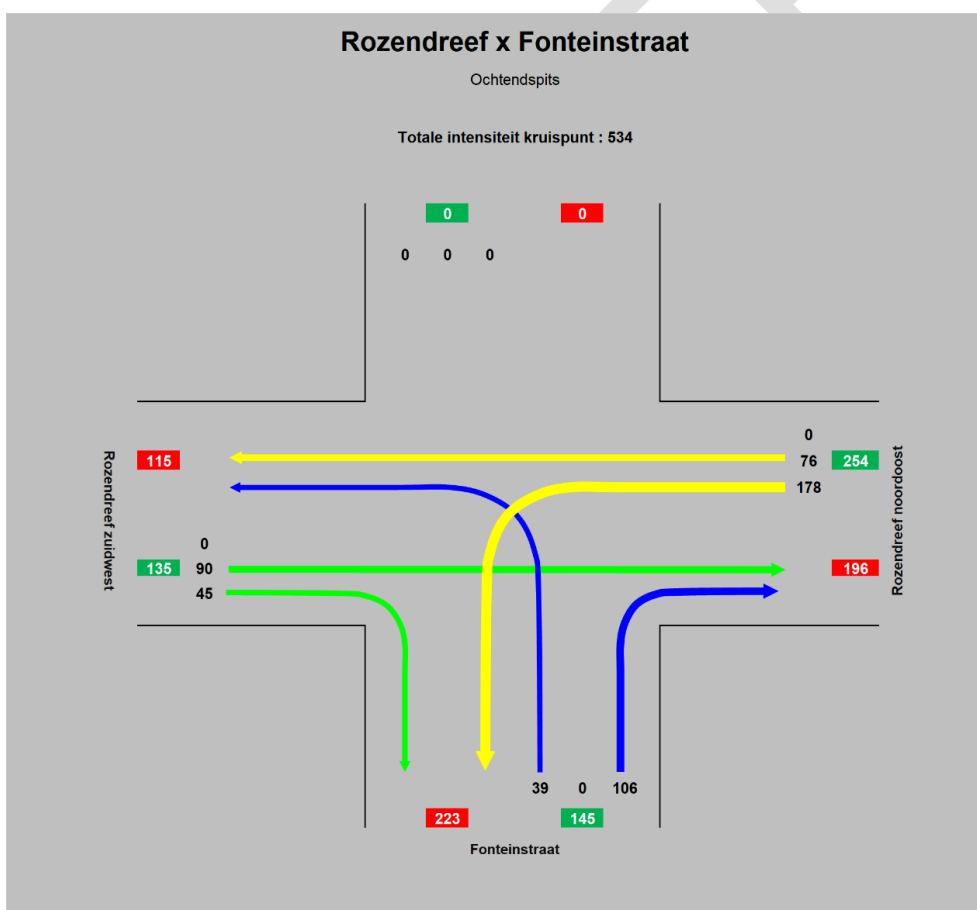 Rozendreef x Fonteinstraat
Ochtendspits
Totale intensiteit kruispunt : 534
0 0
0 0 0
0
115 76 254
178
Rozendreef zuidwest
Rozendreef noordoost
0
135 90 196
45
39 0 106
223 145
Fonteinstraat